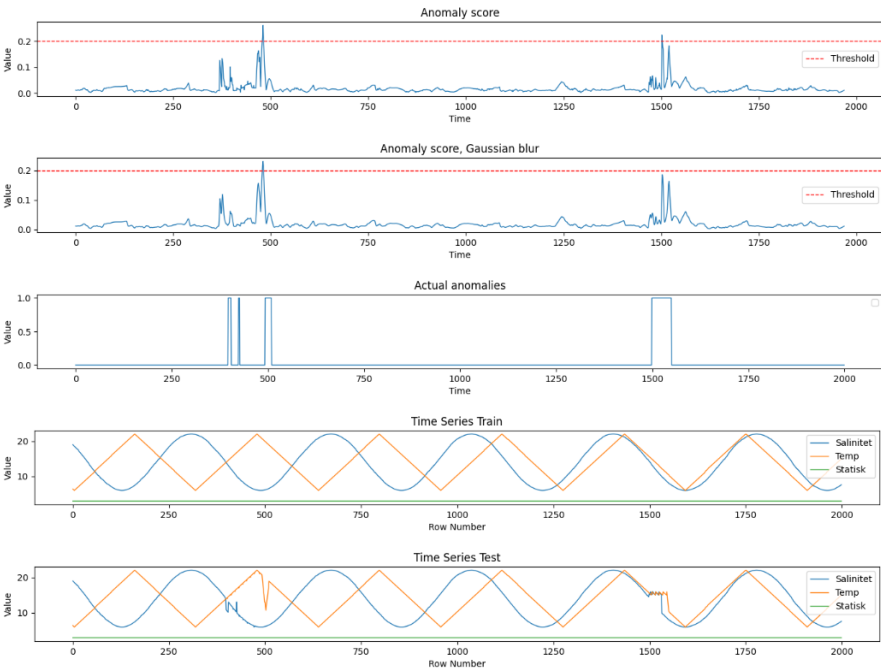 Anomaly score
Value
0.2
0.1
0.0
Threshold
0 250 500 750 1000 1250 1500 1750 2000
Time
Anomaly score, Gaussian blur
Value
0.2
0.1
0.0
Threshold
0 250 500 750 1000 1250 1500 1750 2000
Time
Actual anomalies
Value
1.0
0.5
0.0
0 250 500 750 1000 1250 1500 1750 2000
Time
Time Series Train
Value
20
10
Salinitet
Temp
Statisk
0 250 500 750 1000 1250 1500 1750 2000
Row Number
Time Series Test
Value
20
10
Salinitet
Temp
Statisk
0 250 500 750 1000 1250 1500 1750 2000
Row Number